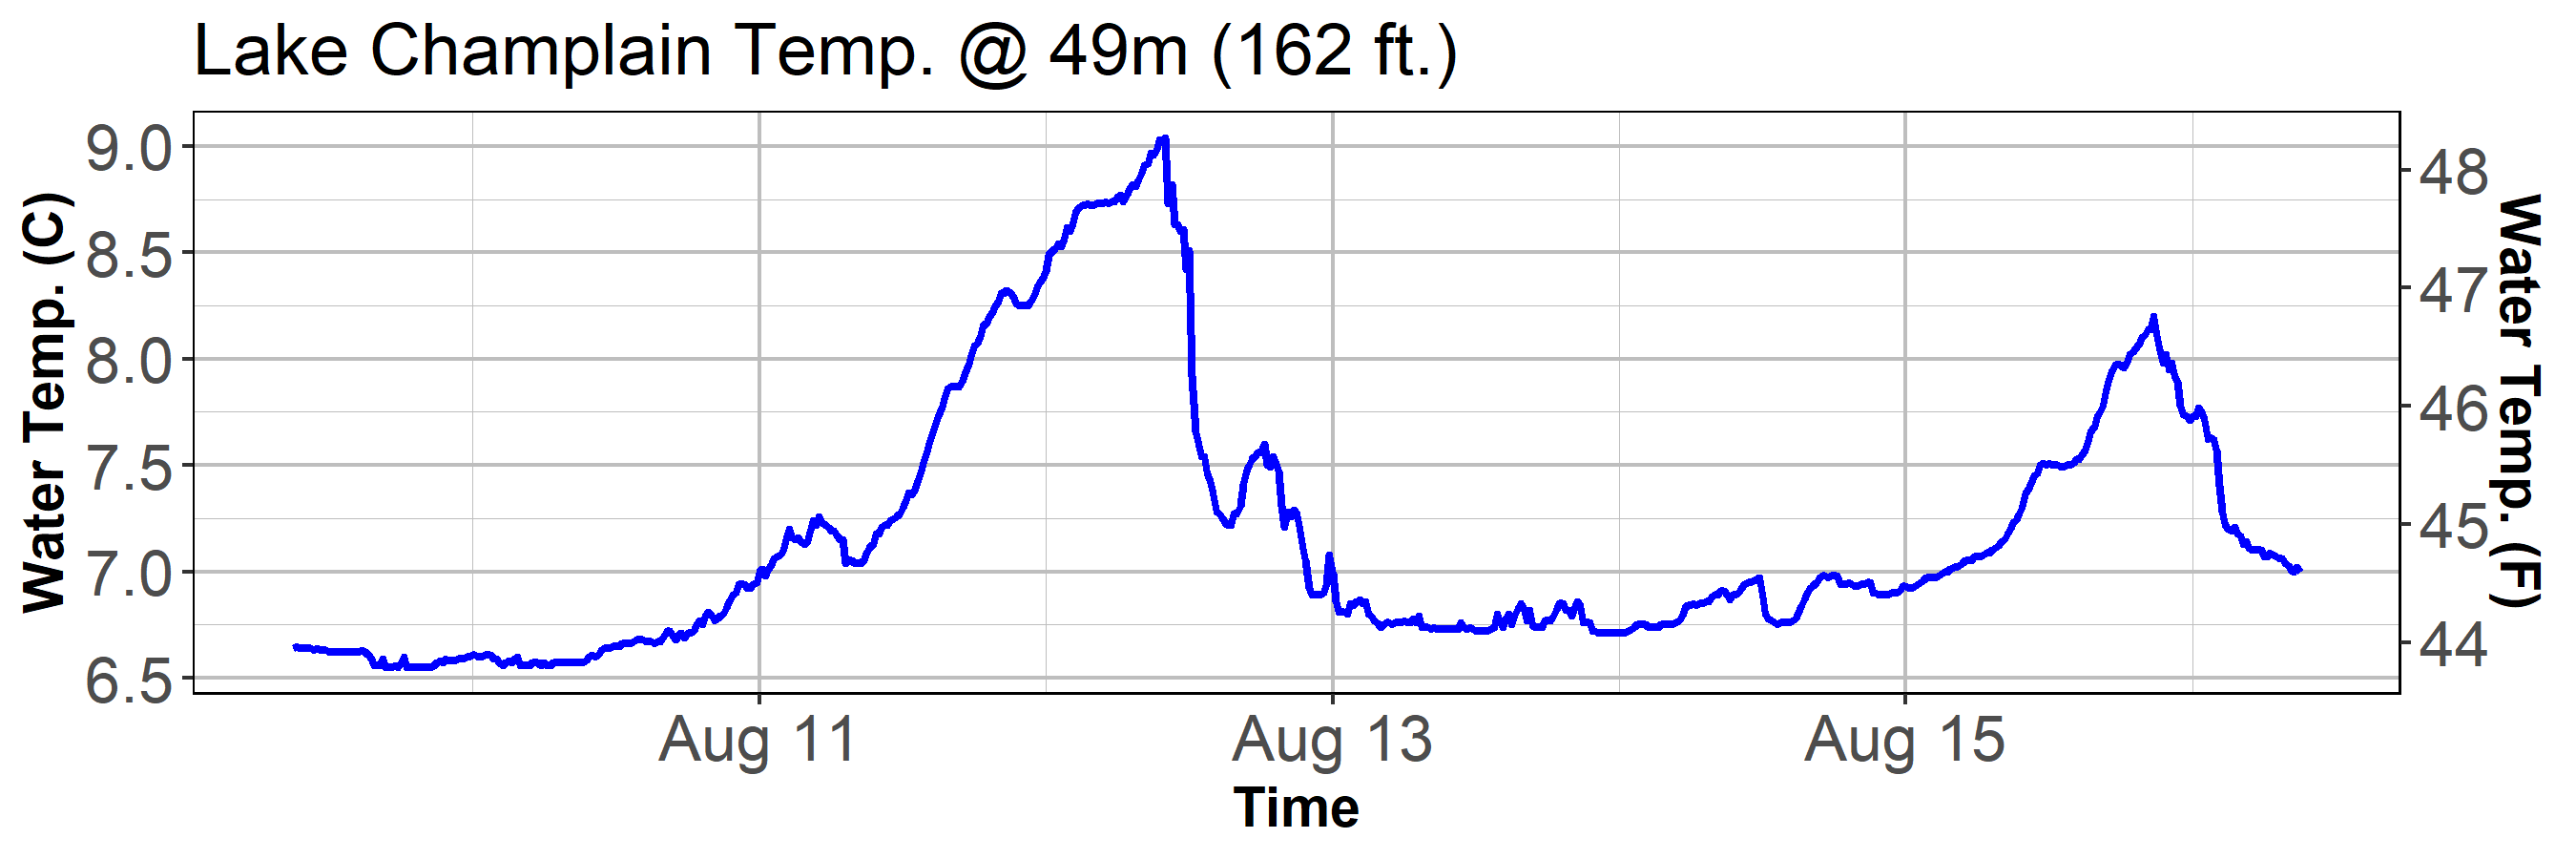 Lake Champlain Temp. @ 49m (162 ft.)
Water Temp. (C)
9.0
8.5
8.0
7.5
7.0
6.5
48
47
46
45
44
Water Temp. (F)
Aug 11 Aug 13 Aug 15
Time